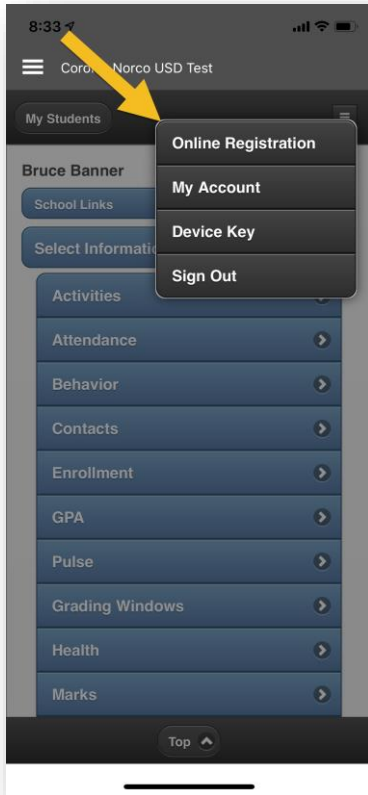 8:33
Coro Norco USD Test
My Students
Online Registration
My Account
Device Key
Sign Out
Bruce Banner
School Links
Select Informati
Activities
Attendance
Behavior
Contacts
Enrollment
GPA
Pulse
Grading Windows
Health
Marks
Top